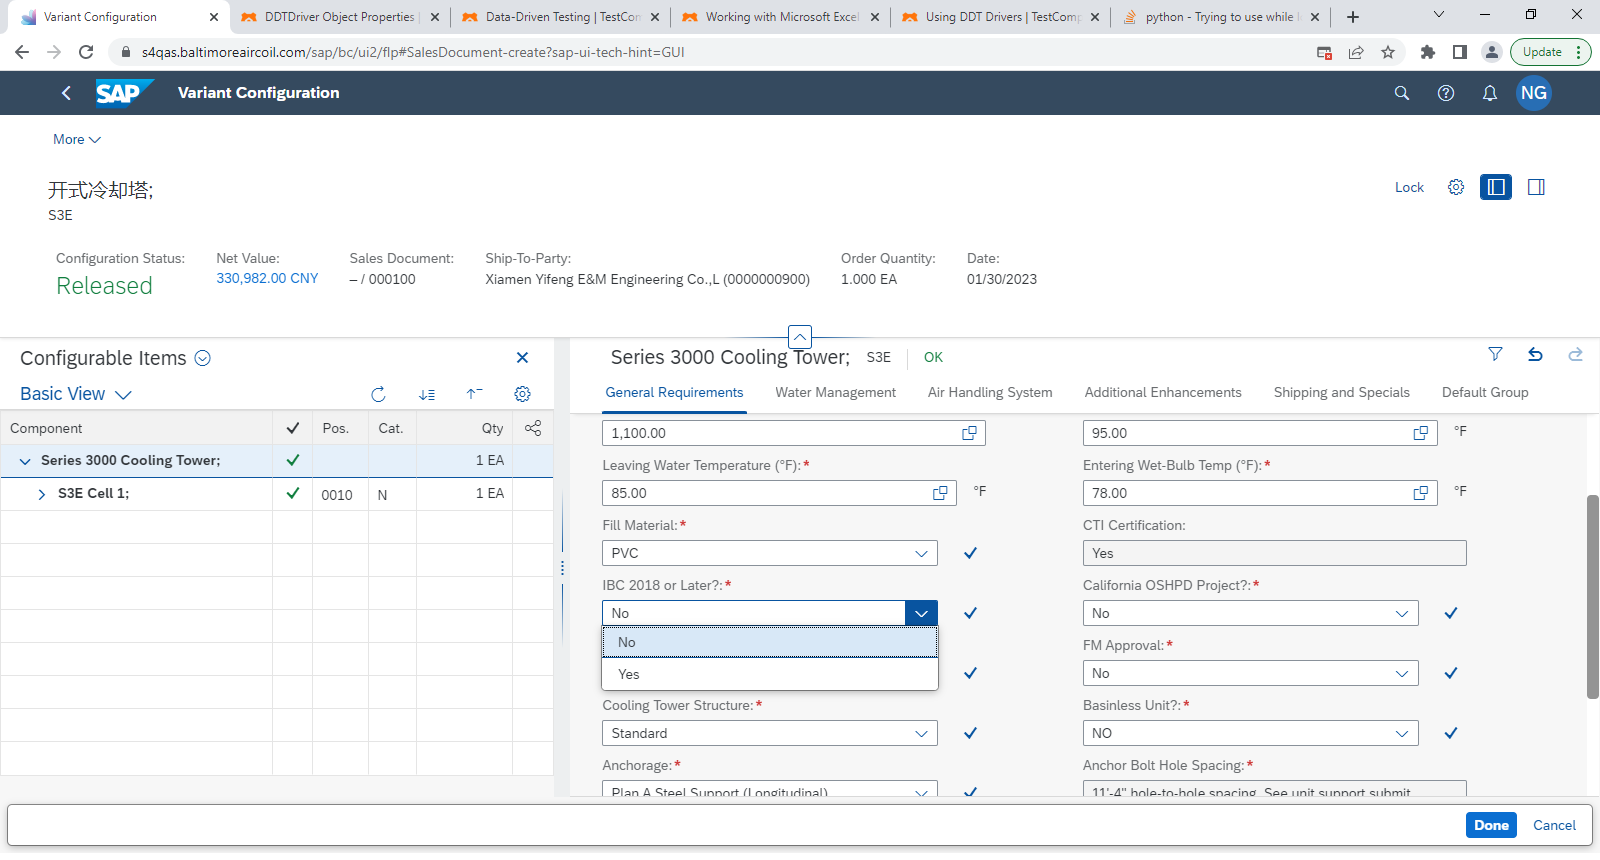 Variant Configuration
DDTDriver Object Properties
Data-Driven Testing | TestCom
Working with Microsoft Excel
Using DDT Drivers | TestComp
python - Trying to use while l
s4qas.baltimoreaircoil.com/sap/bc/ui2/flp#SalesDocument-create?sap-ui-tech-hint=GUI
Update
SAP
Variant Configuration
NG
More
开式冷却塔;
S3E
Lock
Configuration Status:
Net Value:
Sales Document:
Ship-To-Party:
Order Quantity:
Date:
Released
330,982.00 CNY
– / 000100
Xiamen Yifeng E&M Engineering Co.,L (0000000900)
1.000 EA
01/30/2023
Configurable Items
Basic View
Component
Pos.
Cat.
Qty
Series 3000 Cooling Tower;
1 EA
S3E Cell 1;
0010
N
1 EA
Series 3000 Cooling Tower;
S3E
OK
General Requirements
Water Management
Air Handling System
Additional Enhancements
Shipping and Specials
Default Group
1,100.00
95.00
°F
Leaving Water Temperature (°F):*
Entering Wet-Bulb Temp (°F):*
85.00
°F
78.00
°F
Fill Material:*
CTI Certification:
PVC
Yes
IBC 2018 or Later?:*
California OSHPD Project?:*
No
No
No
Yes
FM Approval:*
No
Cooling Tower Structure:*
Basinless Unit?:*
Standard
NO
Anchorage:*
Anchor Bolt Hole Spacing:*
Plan A Steel Support (Longitudinal)
11'-4" hole-to-hole spacing. See unit support submit
Done
Cancel